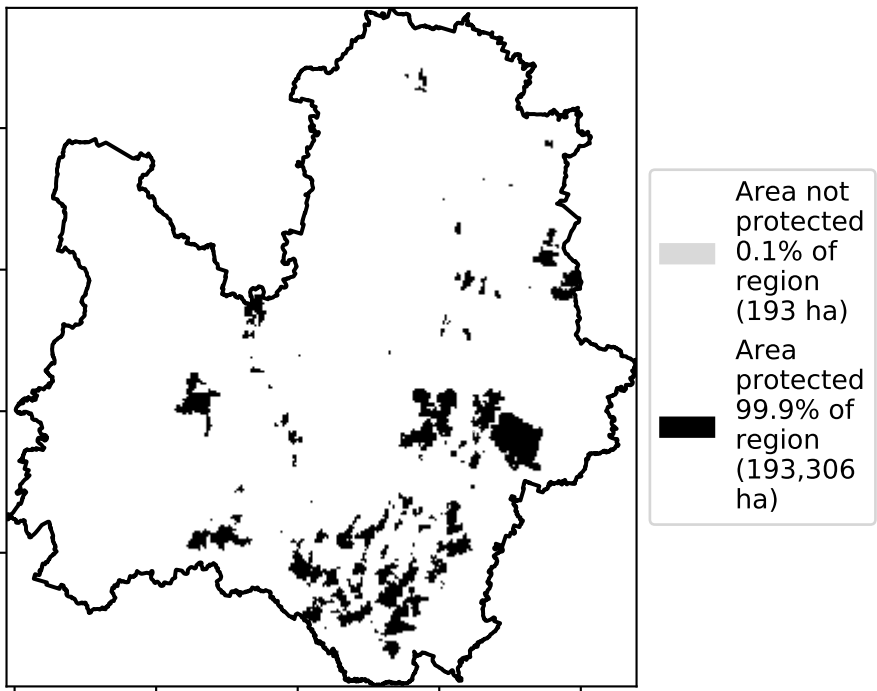 Area not
protected
0.1% of
region
(193 ha)
Area
protected
99.9% of
region
(193,306
ha)